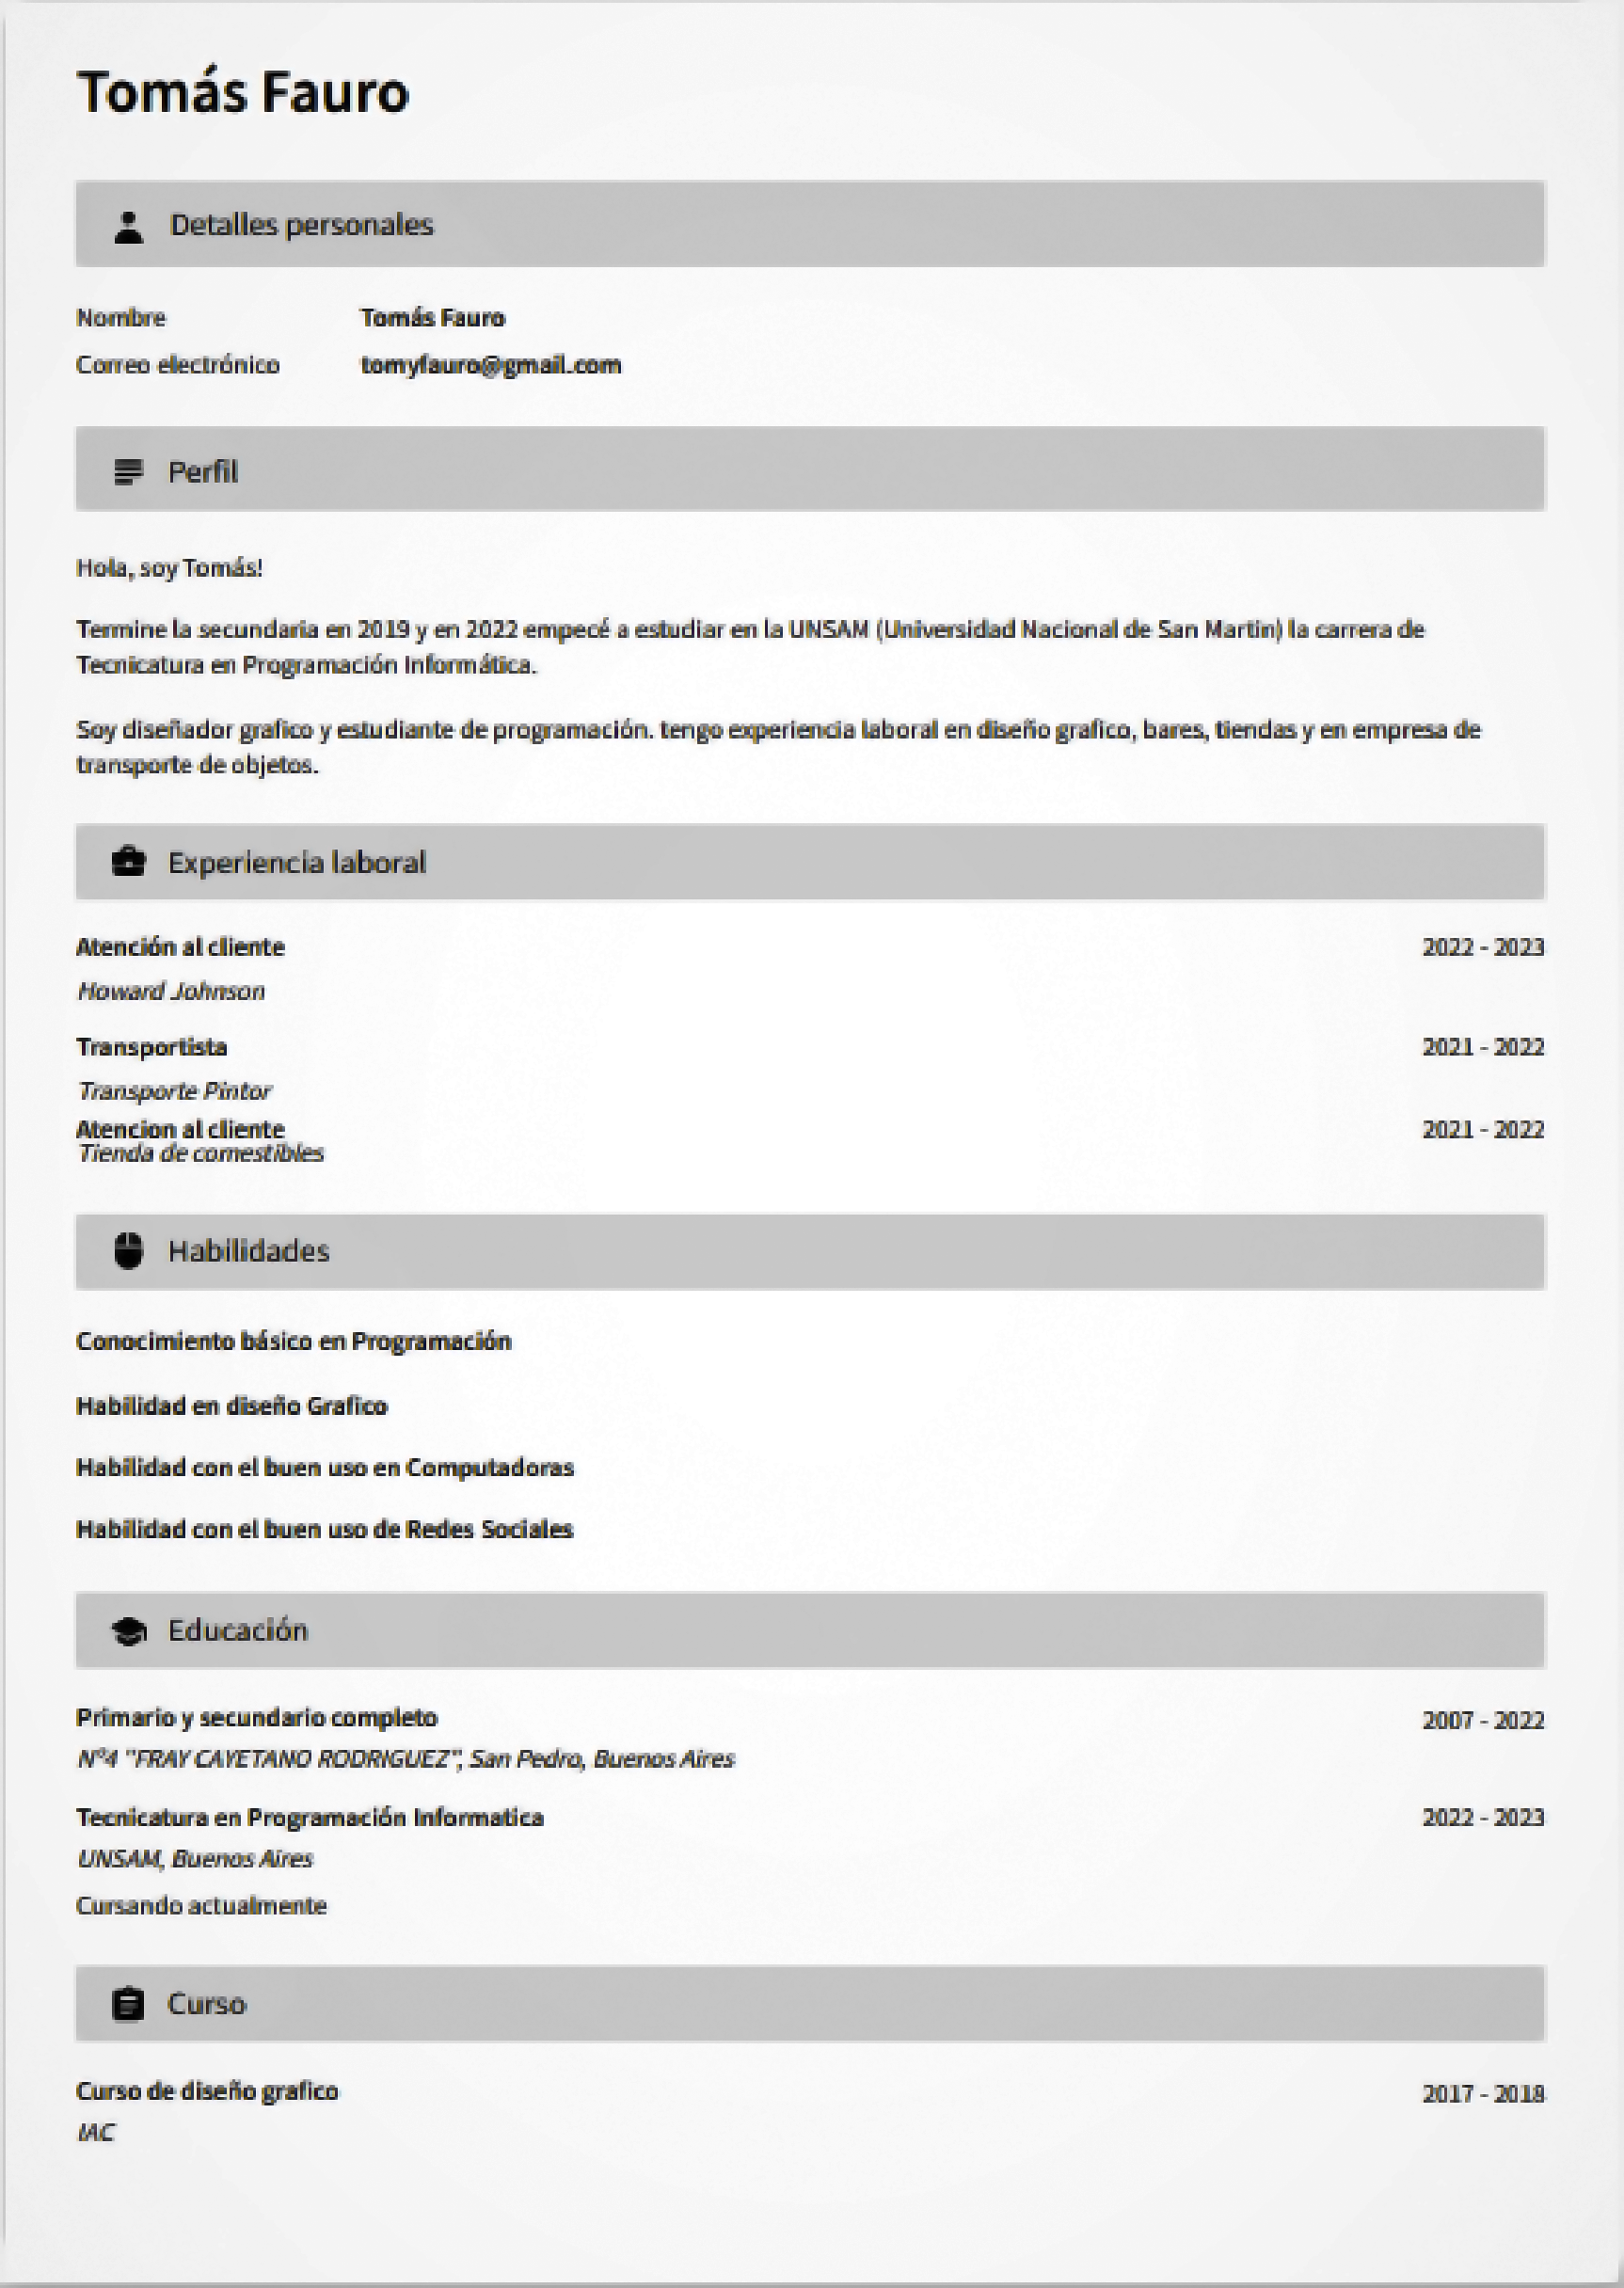 Tomás Fauro
Detalles personales
Nombre Tomás Fauro
Correo electrónico tomyfauro@gmail.com
Perfil
Hola, soy Tomás!
Termine la secundaria en 2019 y en 2022 empecé a estudiar en la UNSAM (Universidad Nacional de San Martin) la carrera de
Tecnicatura en Programación Informática.
Soy diseñador grafico y estudiante de programación. tengo experiencia laboral en diseño grafico, bares, tiendas y en empresa de
transporte de objetos.
Experiencia laboral
Atención al cliente 2022 - 2023
Howard Johnson
Transportista 2021 - 2022
Transporte Pintor
Atencion al cliente 2021 - 2022
Tienda de comestibles
Habilidades
Conocimiento básico en Programación
Habilidad en diseño Grafico
Habilidad con el buen uso en Computadoras
Habilidad con el buen uso de Redes Sociales
Educación
Primario y secundario completo 2007 - 2022
Nº4 "FRAY CAYETANO RODRIGUEZ", San Pedro, Buenos Aires
Tecnicatura en Programación Informatica 2022 - 2023
UNSAM, Buenos Aires
Cursando actualmente
Curso
Curso de diseño grafico 2017 - 2018
IAC